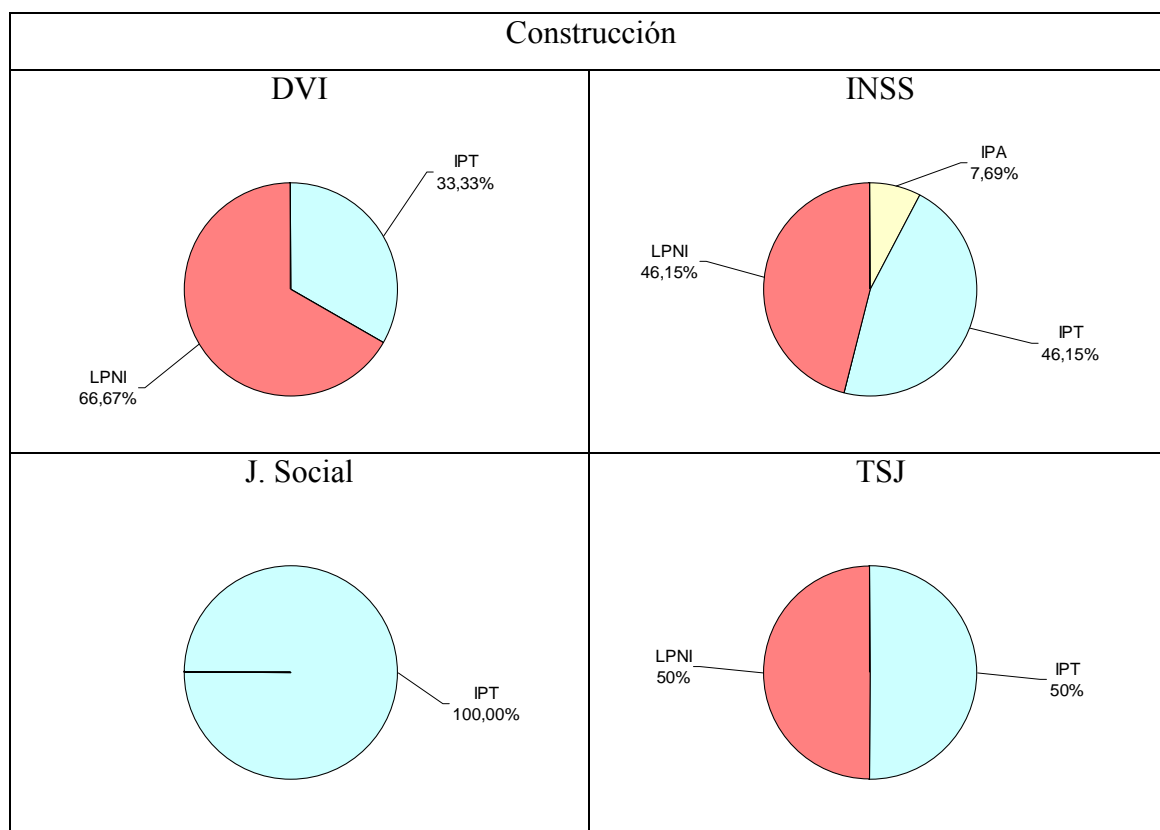 Construcción
DVI
IPT
33,33%
LPNI
66,67%
INSS
IPA
7,69%
LPNI
46,15%
IPT
46,15%
J. Social
IPT
100,00%
TSJ
LPNI
50%
IPT
50%